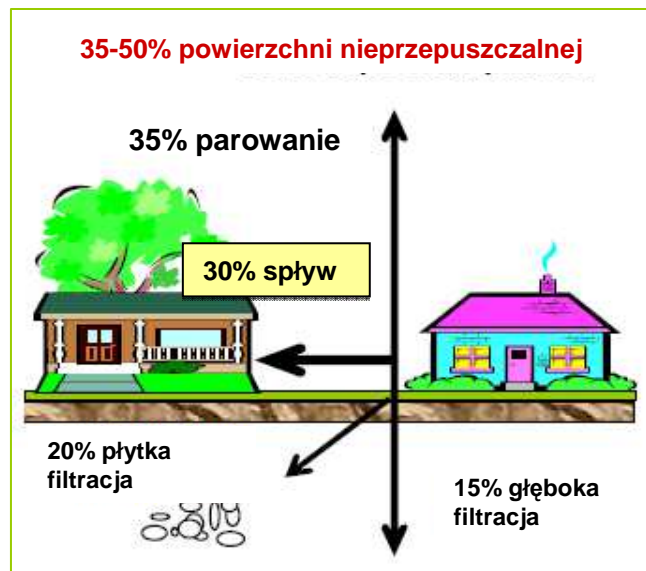 35-50% powierzchni nieprzepuszczalnej
35% parowanie
30% spływ
20% płytka
filtracja
15% głęboka
filtracja